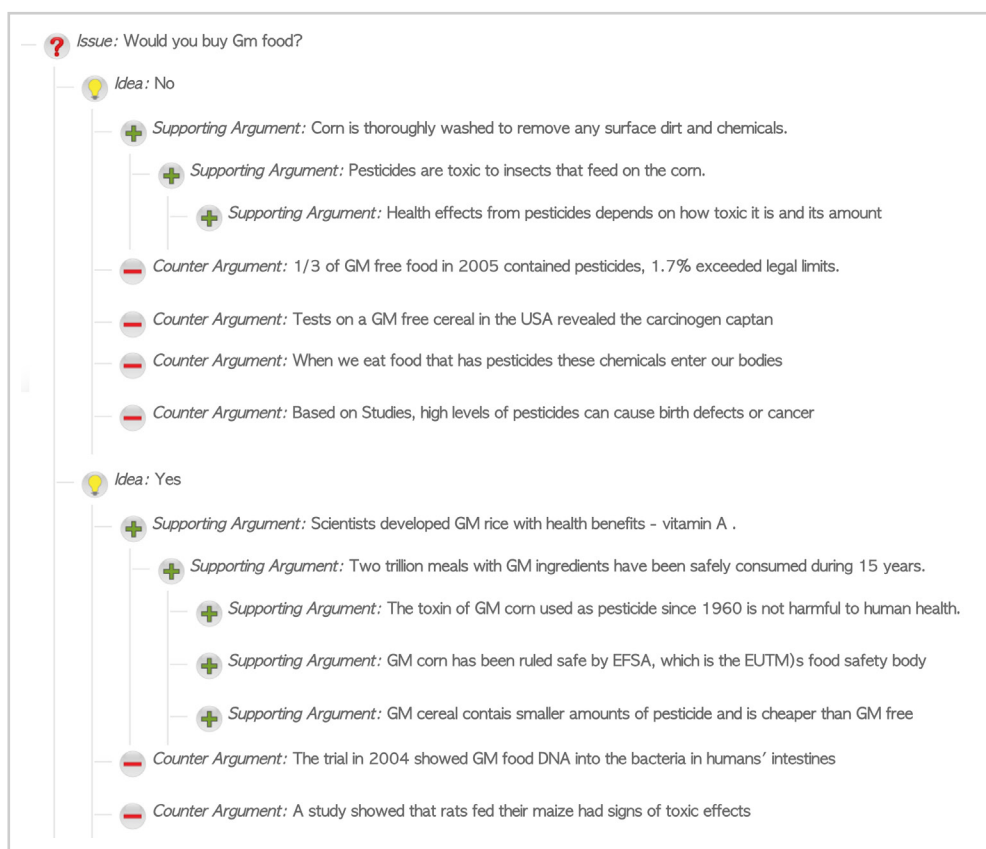 Issue: Would you buy Gm food?
Idea: No
Supporting Argument: Corn is thoroughly washed to remove any surface dirt and chemicals.
Supporting Argument: Pesticides are toxic to insects that feed on the corn.
Supporting Argument: Health effects from pesticides depends on how toxic it is and its amount
Counter Argument: 1/3 of GM free food in 2005 contained pesticides, 1.7% exceeded legal limits.
Counter Argument: Tests on a GM free cereal in the USA revealed the carcinogen captan
Counter Argument: When we eat food that has pesticides these chemicals enter our bodies
Counter Argument: Based on Studies, high levels of pesticides can cause birth defects or cancer
Idea: Yes
Supporting Argument: Scientists developed GM rice with health benefits - vitamin A .
Supporting Argument: Two trillion meals with GM ingredients have been safely consumed during 15 years.
Supporting Argument: The toxin of GM corn used as pesticide since 1960 is not harmful to human health.
Supporting Argument: GM corn has been ruled safe by EFSA, which is the EUTM)s food safety body
Supporting Argument: GM cereal contais smaller amounts of pesticide and is cheaper than GM free
Counter Argument: The trial in 2004 showed GM food DNA into the bacteria in humans' intestines
Counter Argument: A study showed that rats fed their maize had signs of toxic effects